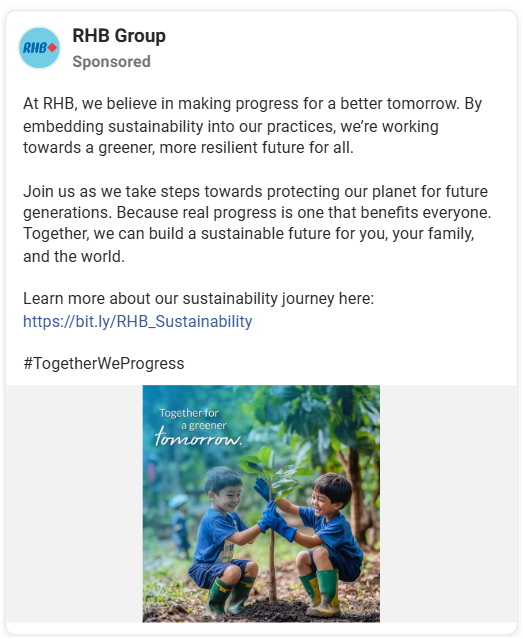 RHB
RHB Group
Sponsored
At RHB, we believe in making progress for a better tomorrow. By
embedding sustainability into our practices, we’re working
towards a greener, more resilient future for all.
Join us as we take steps towards protecting our planet for future
generations. Because real progress is one that benefits everyone.
Together, we can build a sustainable future for you, your family,
and the world.
Learn more about our sustainability journey here:
https://bit.ly/RHB_Sustainability
#TogetherWeProgress
Together for
a greener
tomorrow.